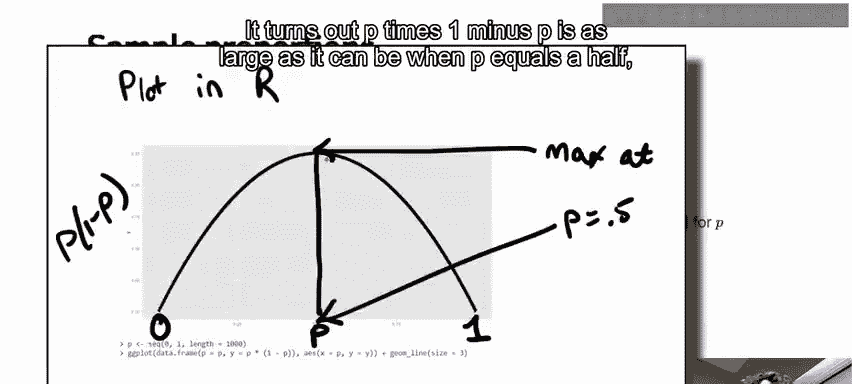 It turns out p times 1 minus p is as
large as it can be when p equals a half,
Plot in R
p(1-p)
max at
p=.5
for p
0
p
1
> p <- seq(0, 1, length = 1000)
> ggplot(data.frame(p = p, y = p * (1 - p)), aes(x = p, y = y)) + geom_line(size = 3)